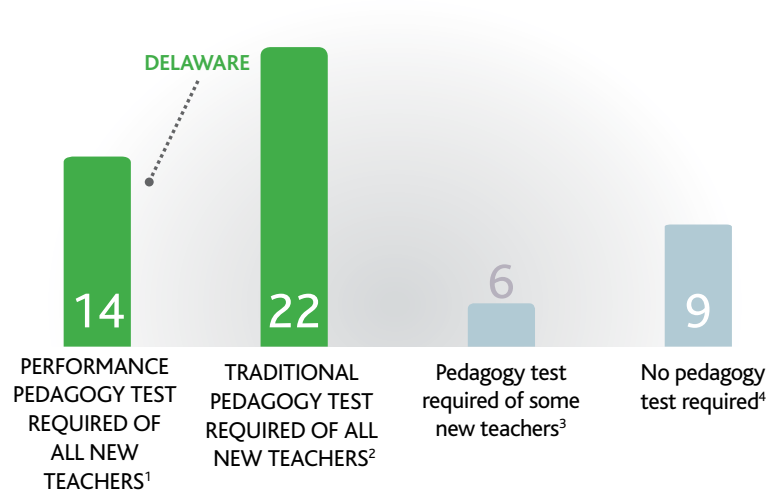 DELAWARE
14
22
6
9
PERFORMANCE
PEDAGOGY TEST
REQUIRED OF
ALL NEW
TEACHERS¹
TRADITIONAL
PEDAGOGY TEST
REQUIRED OF ALL
NEW TEACHERS²
Pedagogy test
required of some
new teachers³
No pedagogy
test required⁴